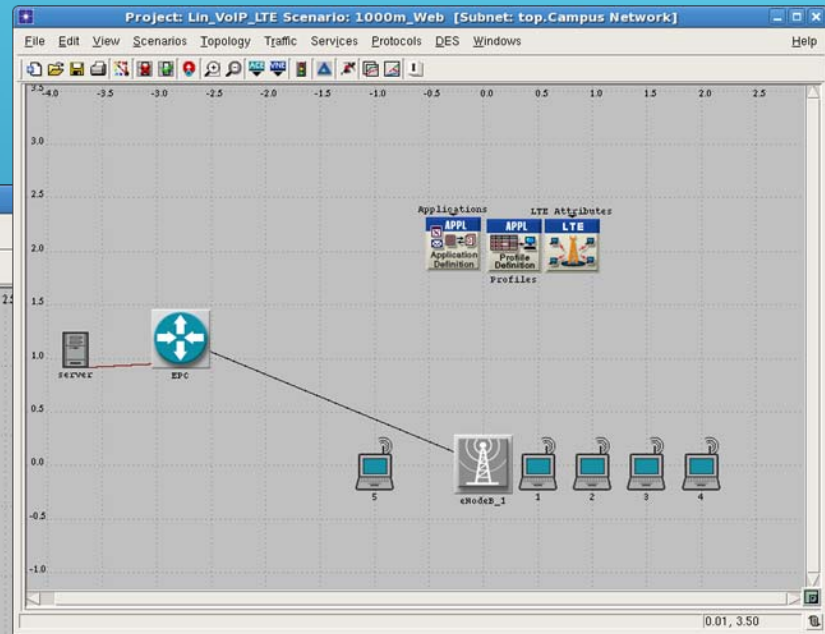 Project: Lin_VoIP_LTE Scenario: 1000m_Web [Subnet: top.Campus Network]
File Edit View Scenarios Topology Traffic Services Protocols DES Windows Help
3.5
-4.0 -3.5 -3.0 -2.5 -2.0 -1.5 -1.0 -0.5 0.0 0.5 1.0 1.5 2.0 2.5
3.0
2.5
Applications LTE Attributes
APPL APPL LTE
Application Definition
Profile Definition
Profiles
2.0
1.5
1.0
server
EPC
0.5
0.0
5 eNodeB_1 1 2 3 4
-0.5
-1.0
0.01, 3.50